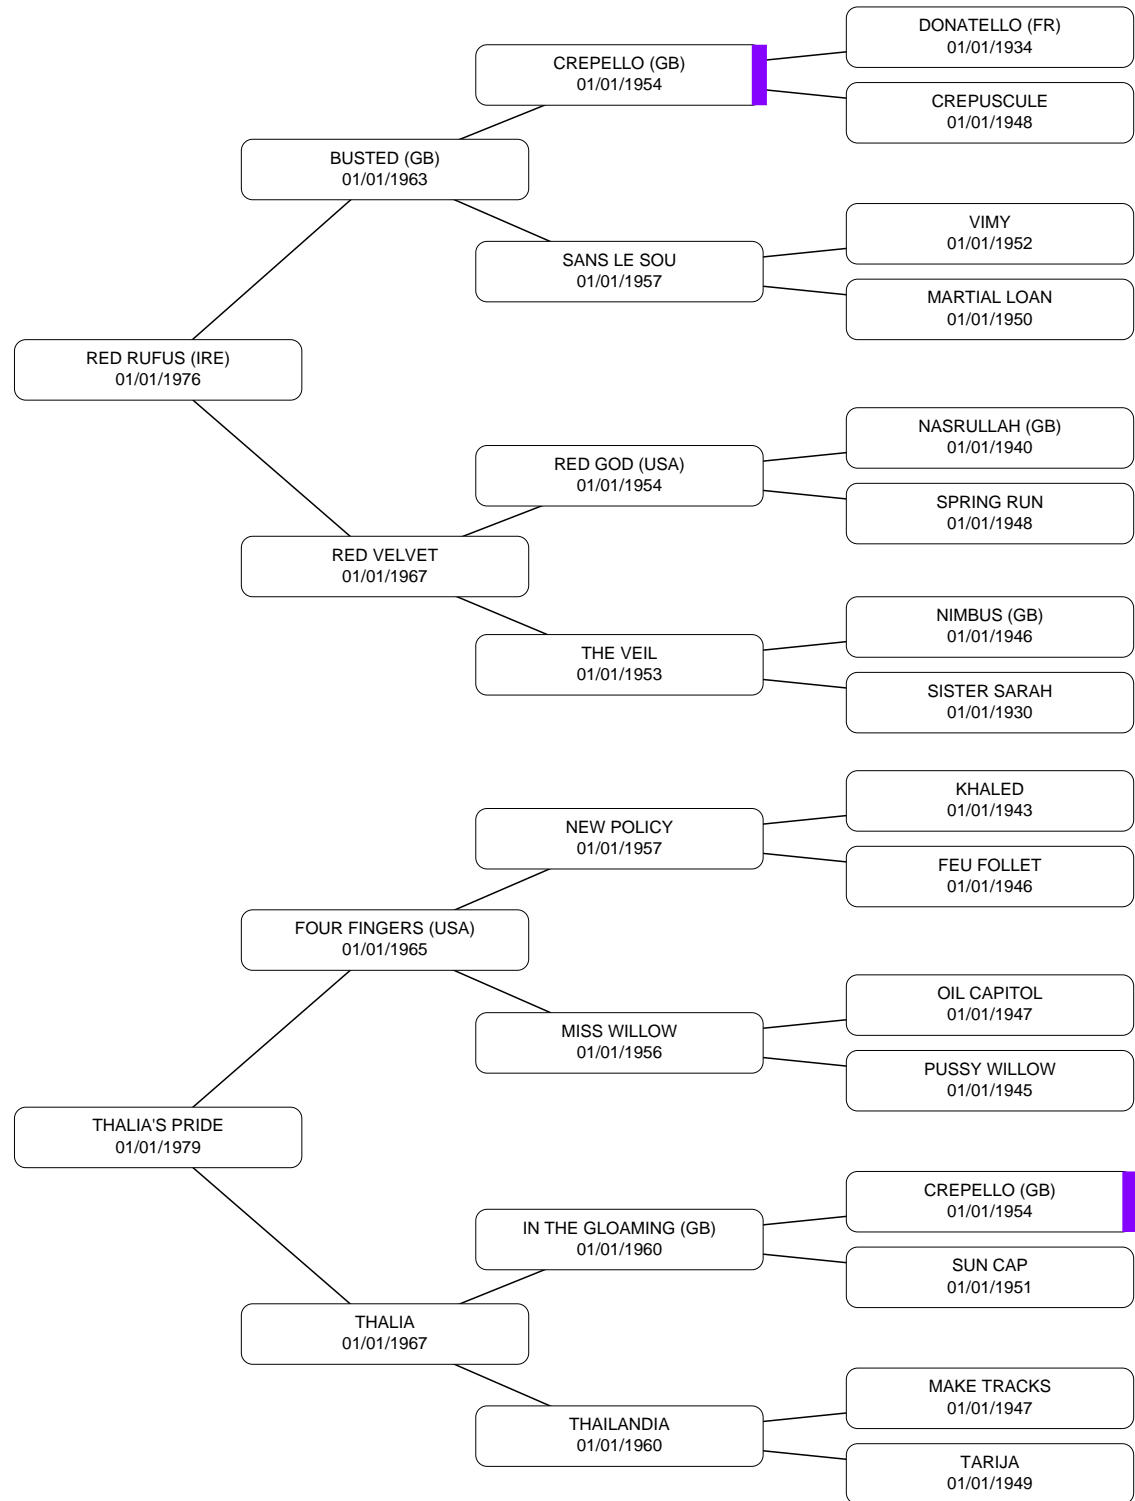 DONATELLO (FR)
01/01/1934
CREPELLO (GB)
01/01/1954
CREPUSCULE
01/01/1948
BUSTED (GB)
01/01/1963
VIMY
01/01/1952
SANS LE SOU
01/01/1957
MARTIAL LOAN
01/01/1950
RED RUFUS (IRE)
01/01/1976
NASRULLAH (GB)
01/01/1940
RED GOD (USA)
01/01/1954
SPRING RUN
01/01/1948
RED VELVET
01/01/1967
NIMBUS (GB)
01/01/1946
THE VEIL
01/01/1953
SISTER SARAH
01/01/1930
KHALED
01/01/1943
NEW POLICY
01/01/1957
FEU FOLLET
01/01/1946
FOUR FINGERS (USA)
01/01/1965
OIL CAPITOL
01/01/1947
MISS WILLOW
01/01/1956
PUSSY WILLOW
01/01/1945
THALIA'S PRIDE
01/01/1979
CREPELLO (GB)
01/01/1954
IN THE GLOAMING (GB)
01/01/1960
SUN CAP
01/01/1951
THALIA
01/01/1967
MAKE TRACKS
01/01/1947
THAILANDIA
01/01/1960
TARIJA
01/01/1949